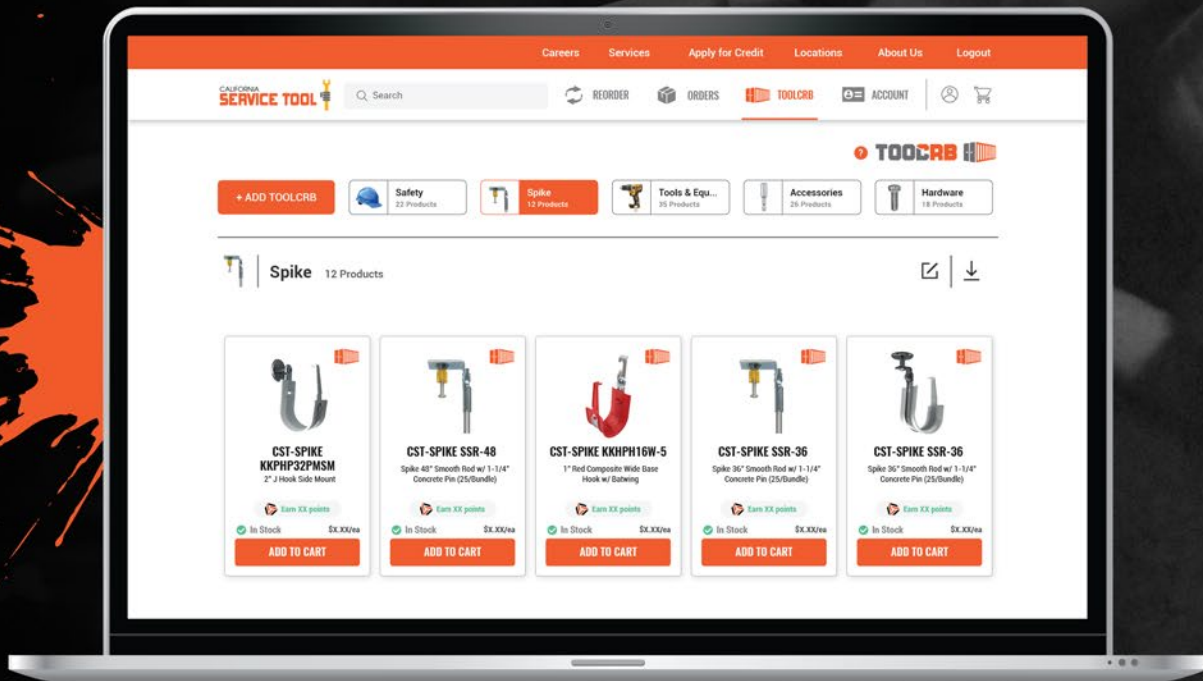 Careers Services Apply for Credit Locations About Us Logout
CALIFORNIA
SERVICE TOOL
Search
REORDER ORDERS TOOLCRB ACCOUNT
? TOOLCRB
+ ADD TOOLCRB
Safety
22 Products
Spike
12 Products
Tools & Equ...
35 Products
Accessories
26 Products
Hardware
18 Products
Spike 12 Products
CST-SPIKE
KKPHP32PMSM
2" J Hook Side Mount
Earn XX points
In Stock $X.XX/ea
ADD TO CART
CST-SPIKE SSR-48
Spike 48" Smooth Rod w/ 1-1/4"
Concrete Pin (25/Bundle)
Earn XX points
In Stock $X.XX/ea
ADD TO CART
CST-SPIKE KKHPH16W-5
1" Red Composite Wide Base
Hook w/ Batwing
Earn XX points
In Stock $X.XX/ea
ADD TO CART
CST-SPIKE SSR-36
Spike 36" Smooth Rod w/ 1-1/4"
Concrete Pin (25/Bundle)
Earn XX points
In Stock $X.XX/ea
ADD TO CART
CST-SPIKE SSR-36
Spike 36" Smooth Rod w/ 1-1/4"
Concrete Pin (25/Bundle)
Earn XX points
In Stock $X.XX/ea
ADD TO CART